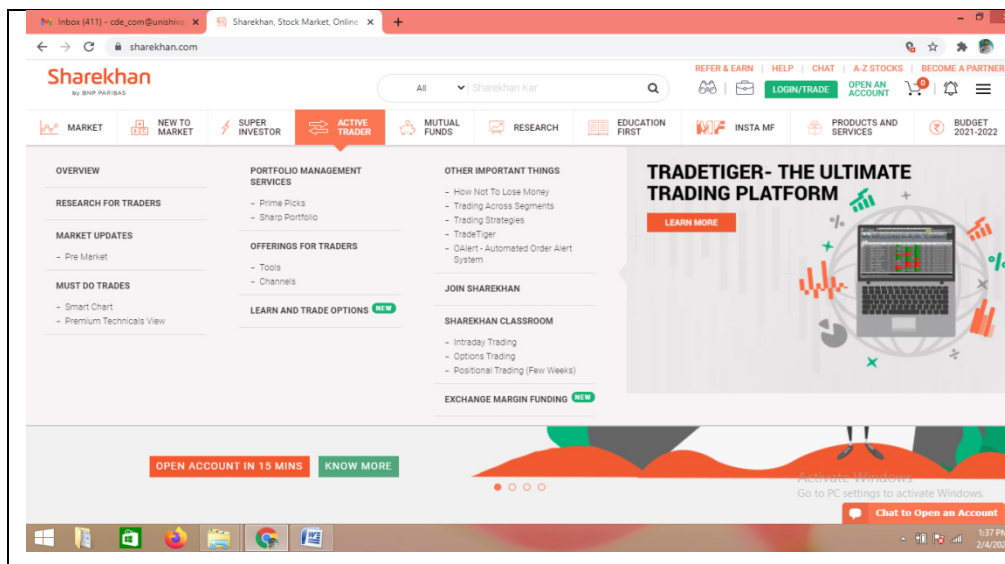 Inbox (411) - cde_com@unishiva
Sharekhan, Stock Market, Online
sharekhan.com
REFER & EARN | HELP | CHAT | A-Z STOCKS | BECOME A PARTNER
Sharekhan
by BNP PARIBAS
All
Sharekhan Kar
LOGIN/TRADE
OPEN AN
ACCOUNT
0
MARKET
NEW TO
MARKET
SUPER
INVESTOR
ACTIVE
TRADER
MUTUAL
FUNDS
RESEARCH
EDUCATION
FIRST
INSTA MF
PRODUCTS AND
SERVICES
BUDGET
2021-2022
OVERVIEW
RESEARCH FOR TRADERS
MARKET UPDATES
- Pre Market
MUST DO TRADES
- Smart Chart
- Premium Technicals View
PORTFOLIO MANAGEMENT
SERVICES
- Prime Picks
- Sharp Portfolio
OFFERINGS FOR TRADERS
- Tools
- Channels
LEARN AND TRADE OPTIONS NEW
OTHER IMPORTANT THINGS
- How Not To Lose Money
- Trading Across Segments
- Trading Strategies
- TradeTiger
- OAlert - Automated Order Alert
System
JOIN SHAREKHAN
SHAREKHAN CLASSROOM
- Intraday Trading
- Options Trading
- Positional Trading (Few Weeks)
EXCHANGE MARGIN FUNDING NEW
TRADETIGER- THE ULTIMATE
TRADING PLATFORM
LEARN MORE
OPEN ACCOUNT IN 15 MINS
KNOW MORE
Activate Windows
Go to PC settings to activate Windows.
Chat to Open an Account
1:37 PM
2/4/202